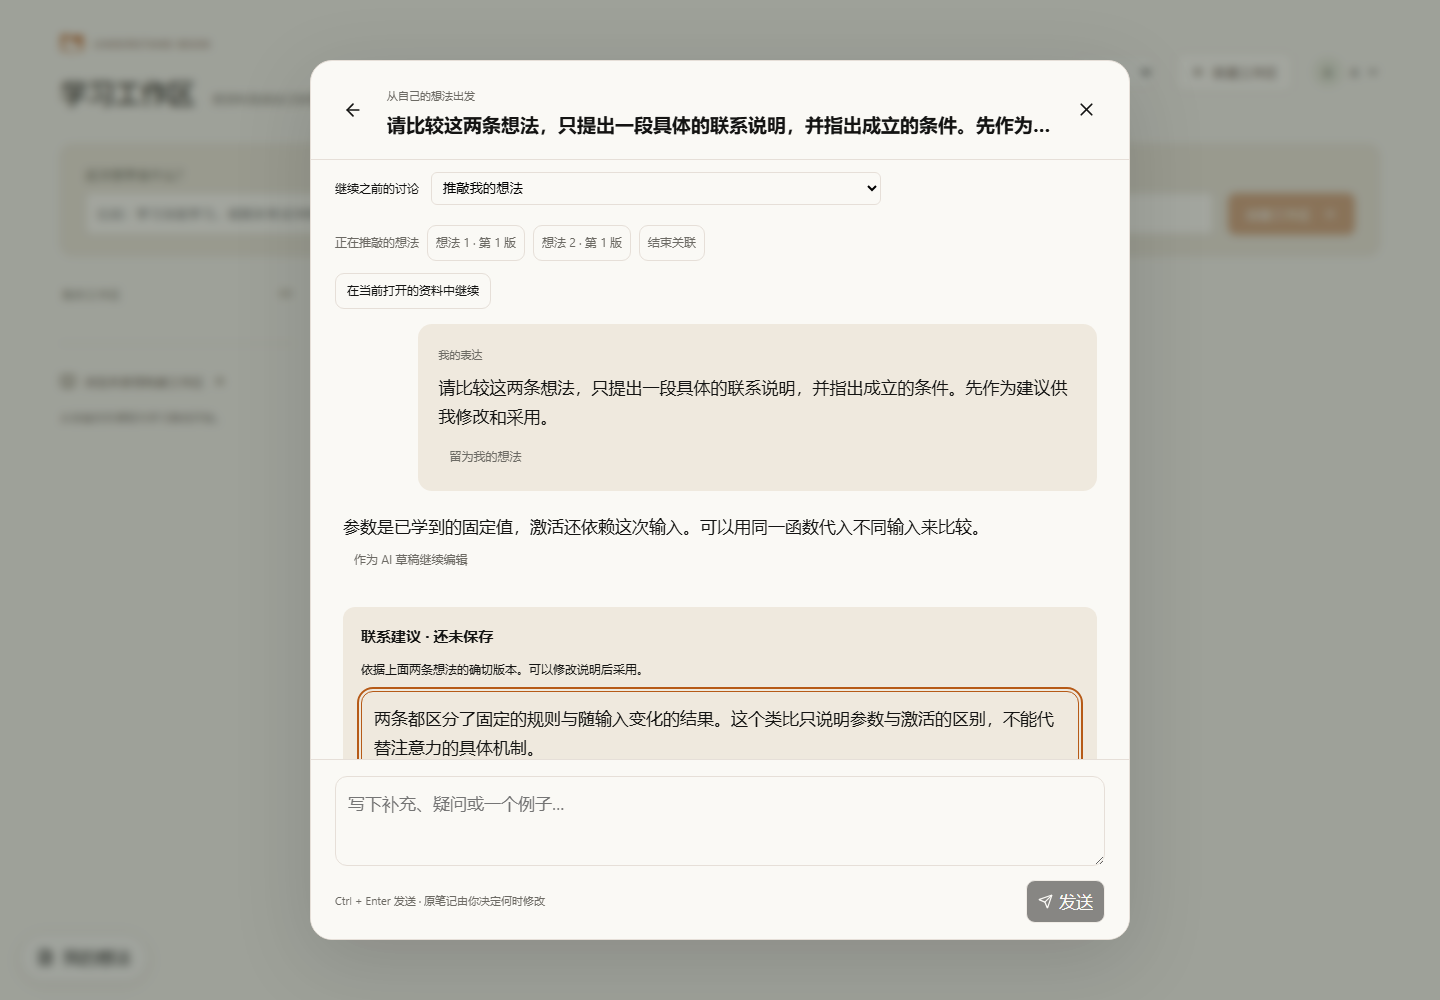 学习工作区
从自己的想法出发
请比较这两条想法，只提出一段具体的联系说明，并指出成立的条件。先作为...
继续之前的讨论 推敲我的想法
正在推敲的想法 想法 1 · 第 1 版 想法 2 · 第 1 版 结束关联
在当前打开的资料中继续
我的表达
请比较这两条想法，只提出一段具体的联系说明，并指出成立的条件。先作为建议供
我修改和采用。
留为我的想法
参数是已学到的固定值，激活还依赖这次输入。可以用同一函数代入不同输入来比较。
作为 AI 草稿继续编辑
联系建议 · 还未保存
依据上面两条想法的确切版本。可以修改说明后采用。
两条都区分了固定的规则与随输入变化的结果。这个类比只说明参数与激活的区别，不能代
替注意力的具体机制。
写下补充、疑问或一个例子...
Ctrl + Enter 发送 · 原笔记由你决定何时修改
发送